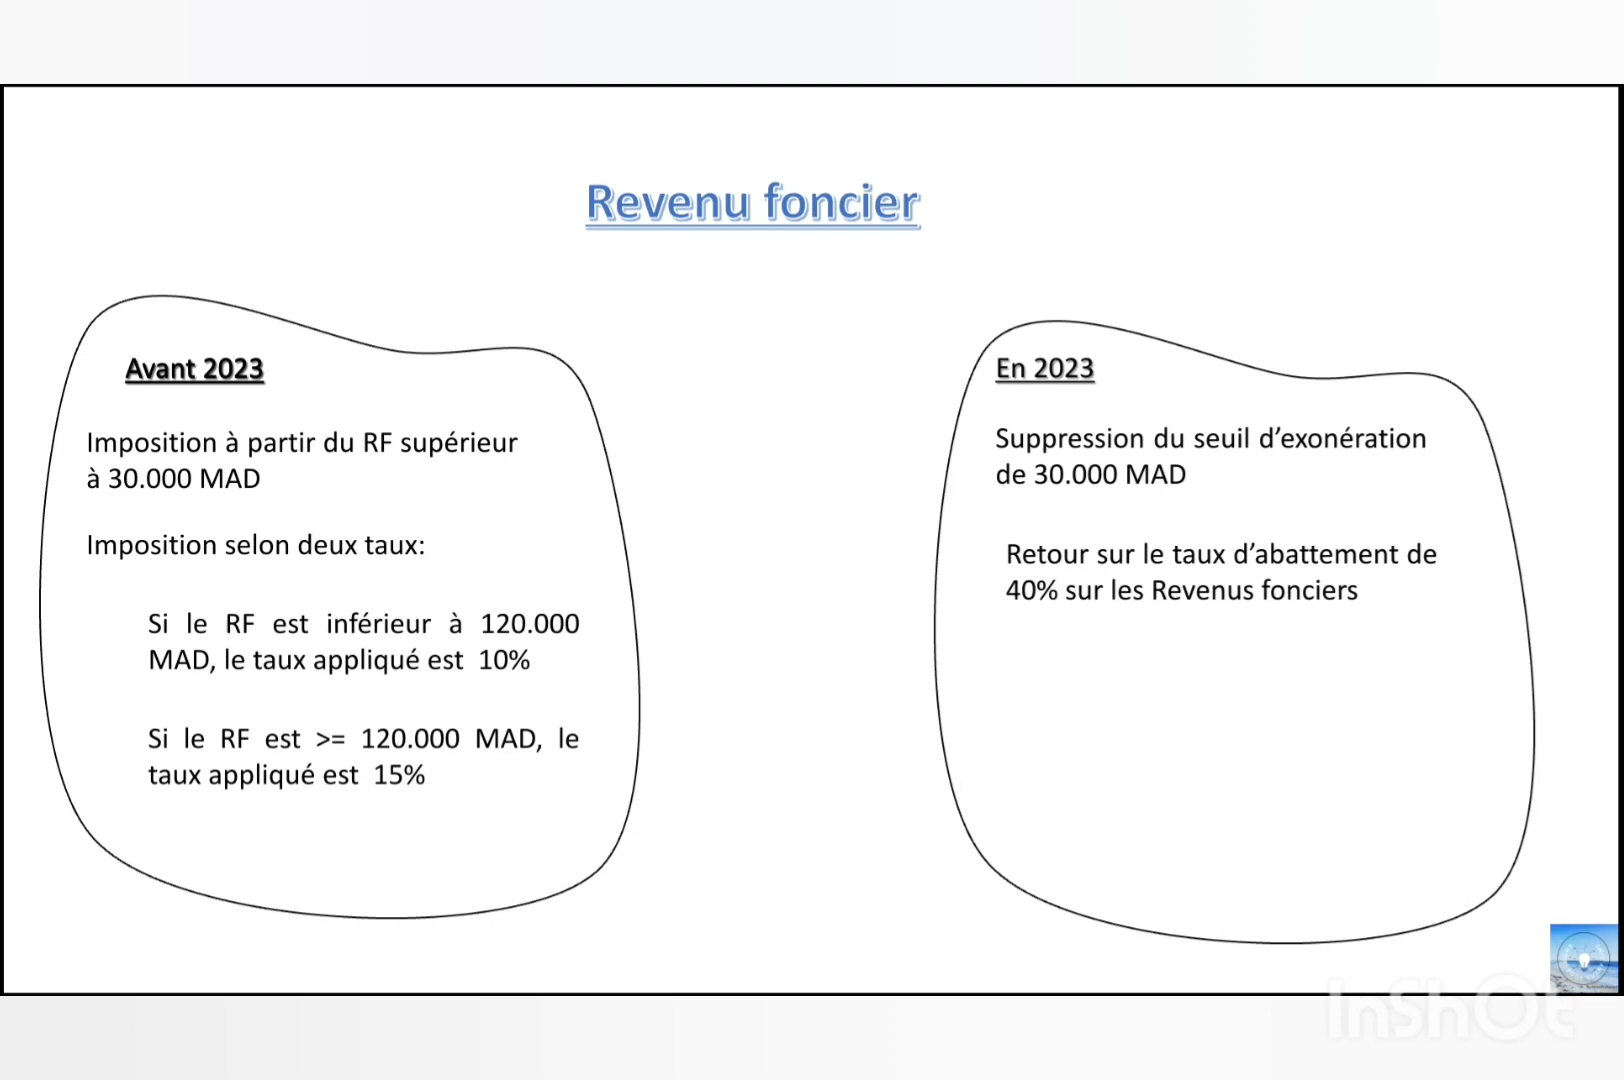 Revenu foncier
Avant 2023
Imposition à partir du RF supérieur
à 30.000 MAD
Imposition selon deux taux:
Si le RF est inférieur à 120.000
MAD, le taux appliqué est 10%
Si le RF est >= 120.000 MAD, le
taux appliqué est 15%
En 2023
Suppression du seuil d’exonération
de 30.000 MAD
Retour sur le taux d’abattement de
40% sur les Revenus fonciers
InShOt